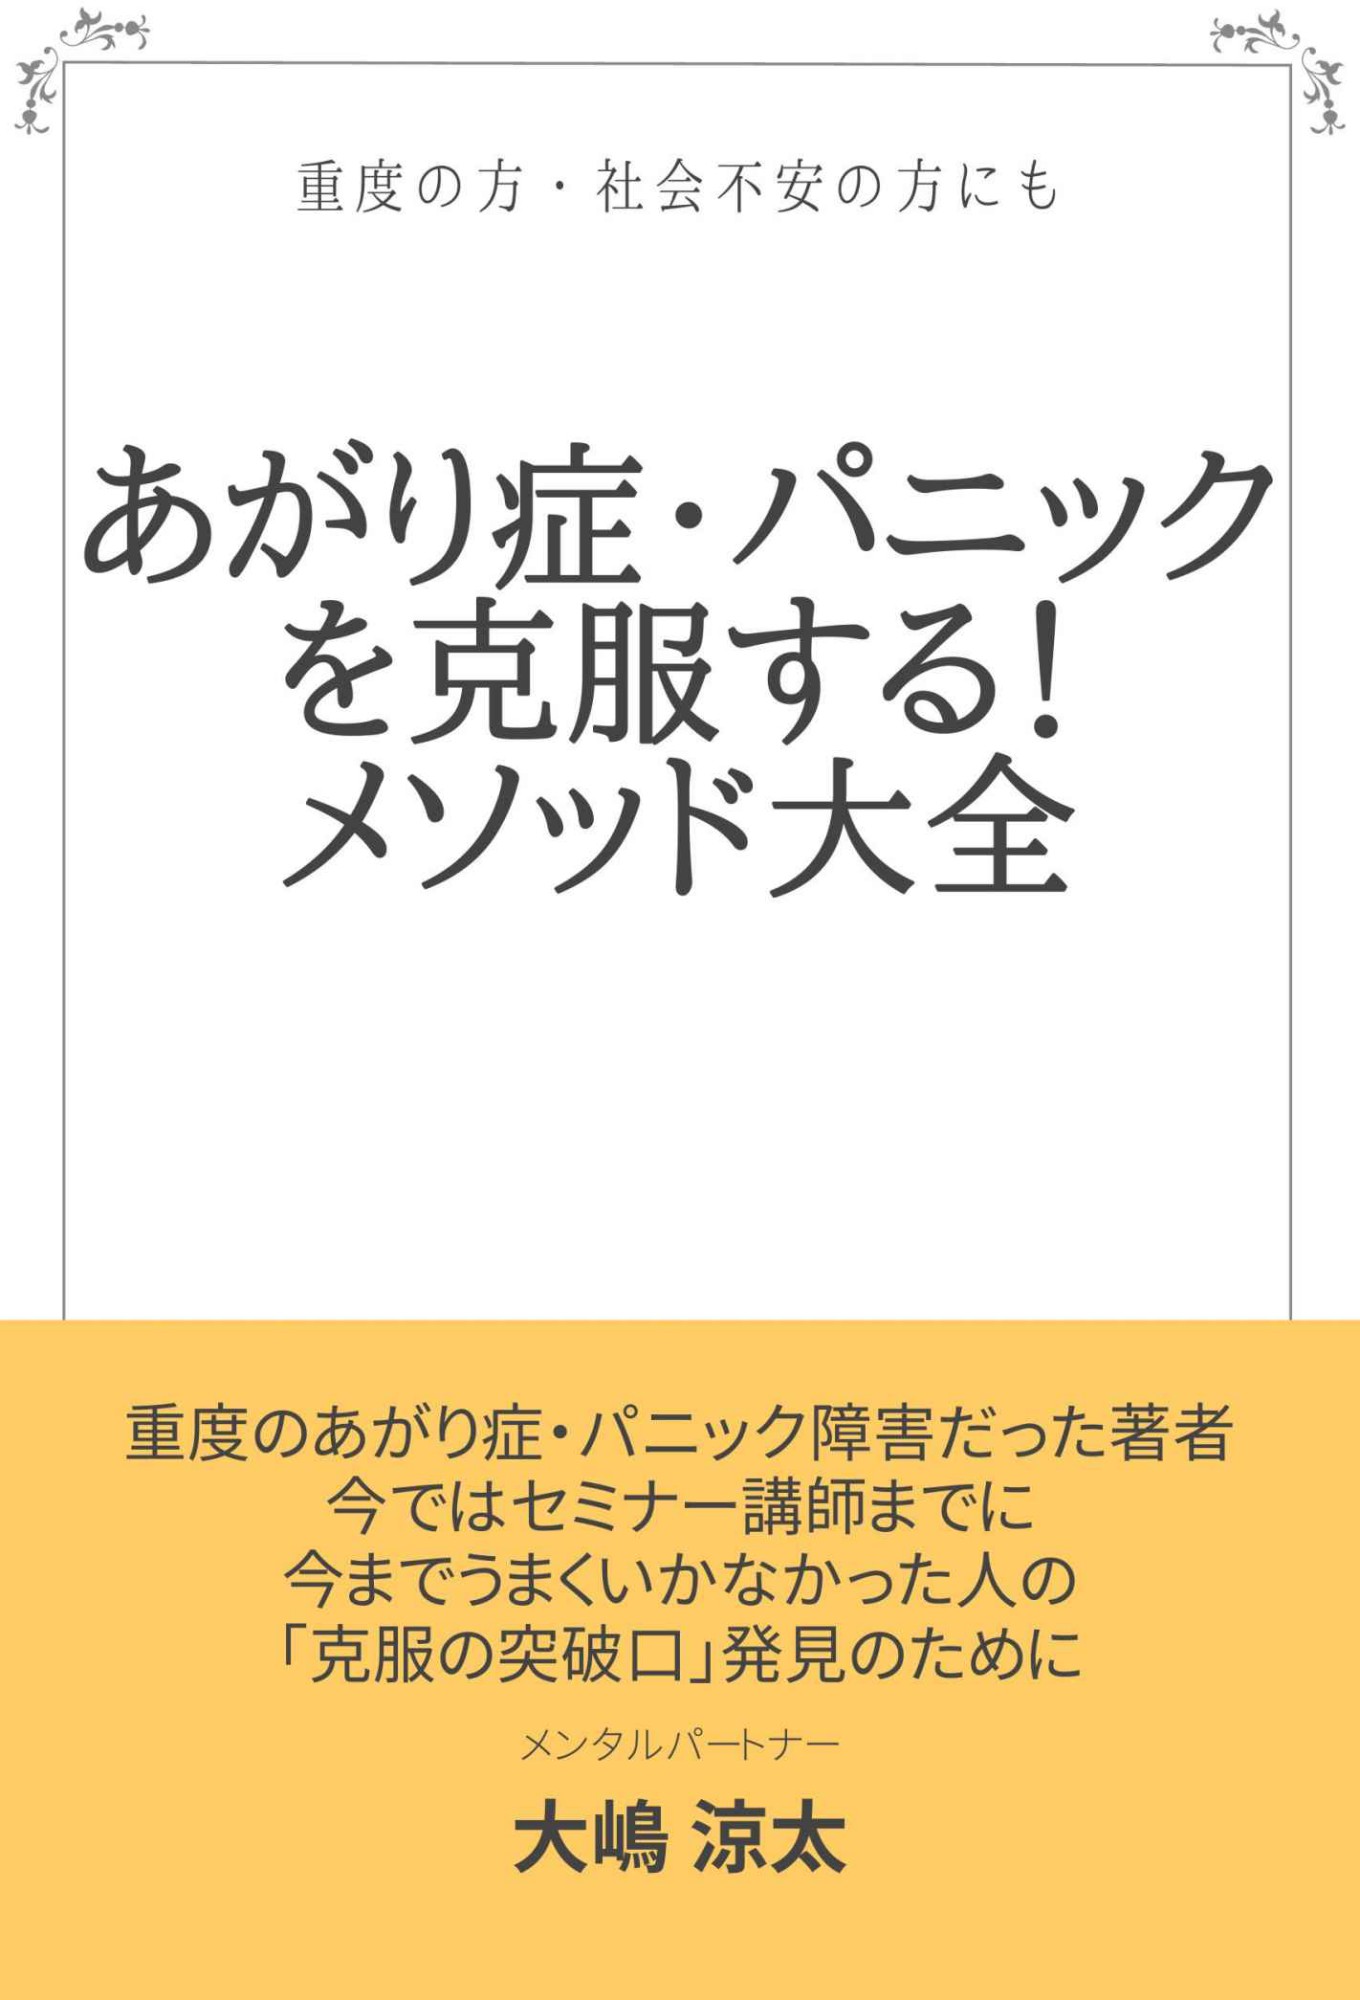 重度の方・社会不安の方にも
あがり症・パニック
を克服する!
メソッド大全
重度のあがり症・パニック障害だった著者
今ではセミナー講師までに
今までうまくいかなかった人の
「克服の突破口」発見のために
メンタルパートナー
大嶋 涼太